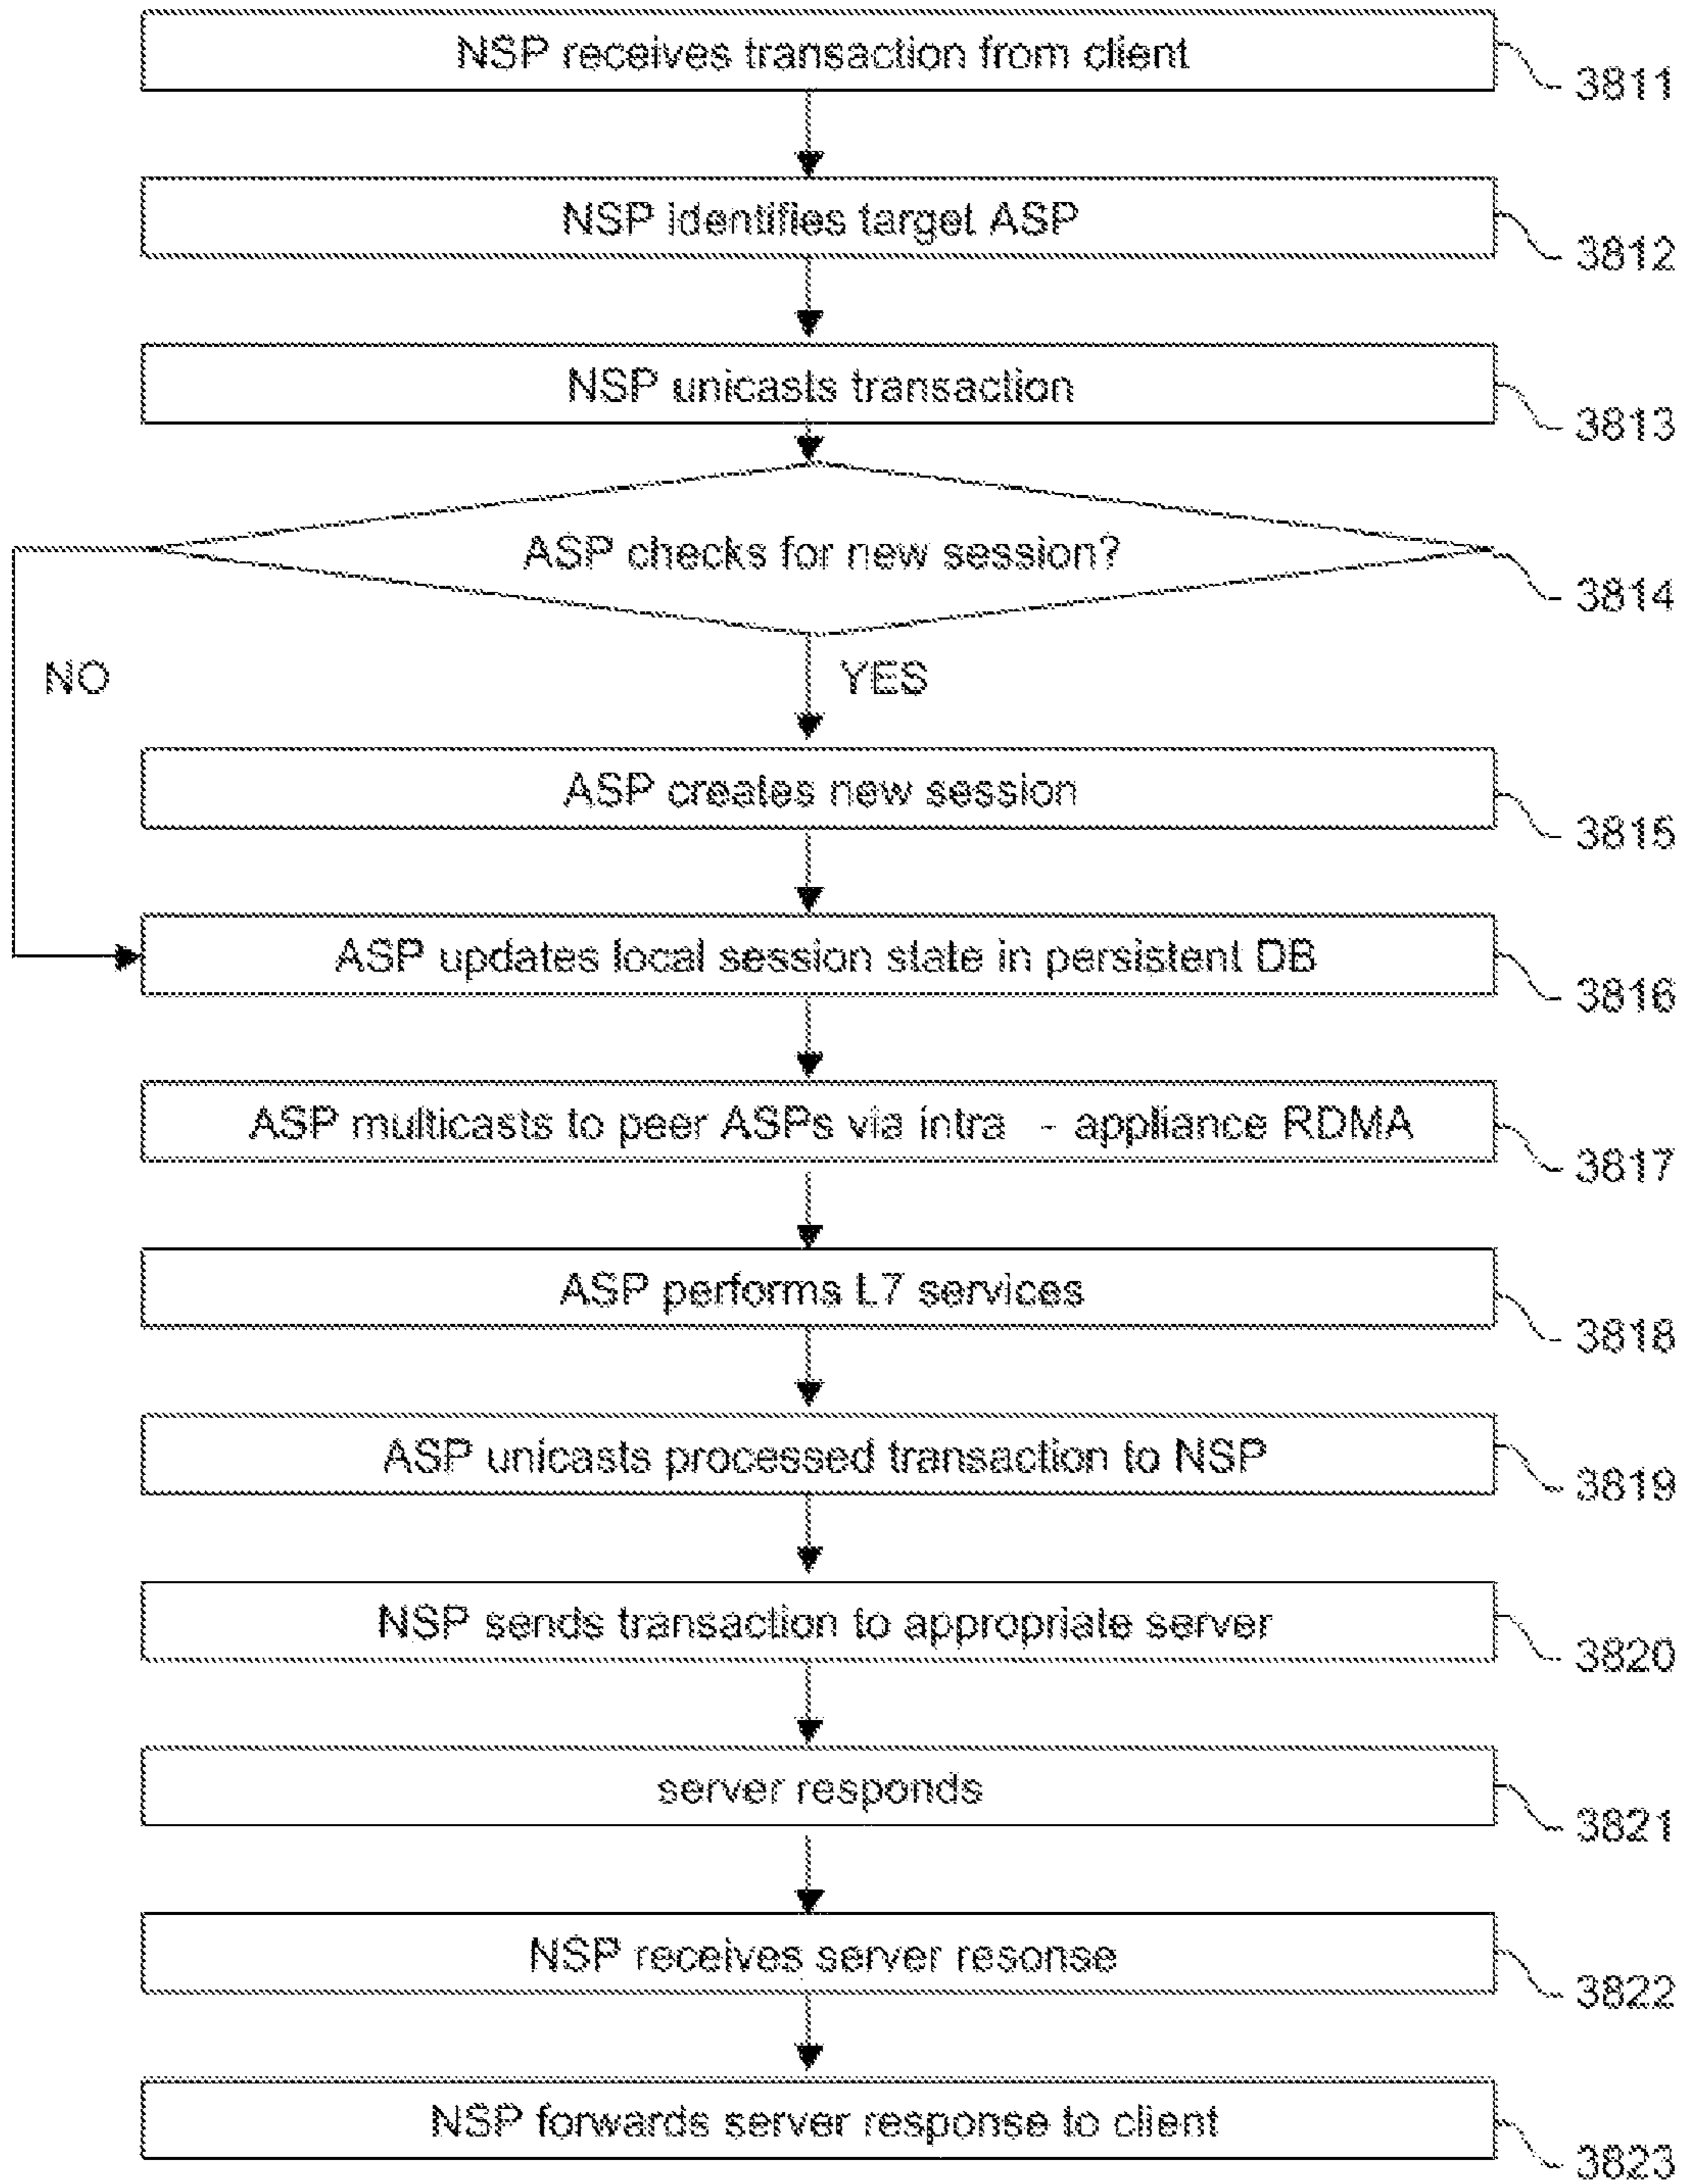 NSP receives transaction from client
3811
NSP identifies target ASP
3812
NSP unicasts transaction
3813
ASP checks for new session?
3814
NO
YES
ASP creates new session
3815
ASP updates local session state in persistent DB
3816
ASP multicasts to peer ASPs via intra - appliance RDMA
3817
ASP performs L7 services
3818
ASP unicasts processed transaction to NSP
3819
NSP sends transaction to appropriate server
3820
server responds
3821
NSP receives server resonse
3822
NSP forwards server response to client
3823